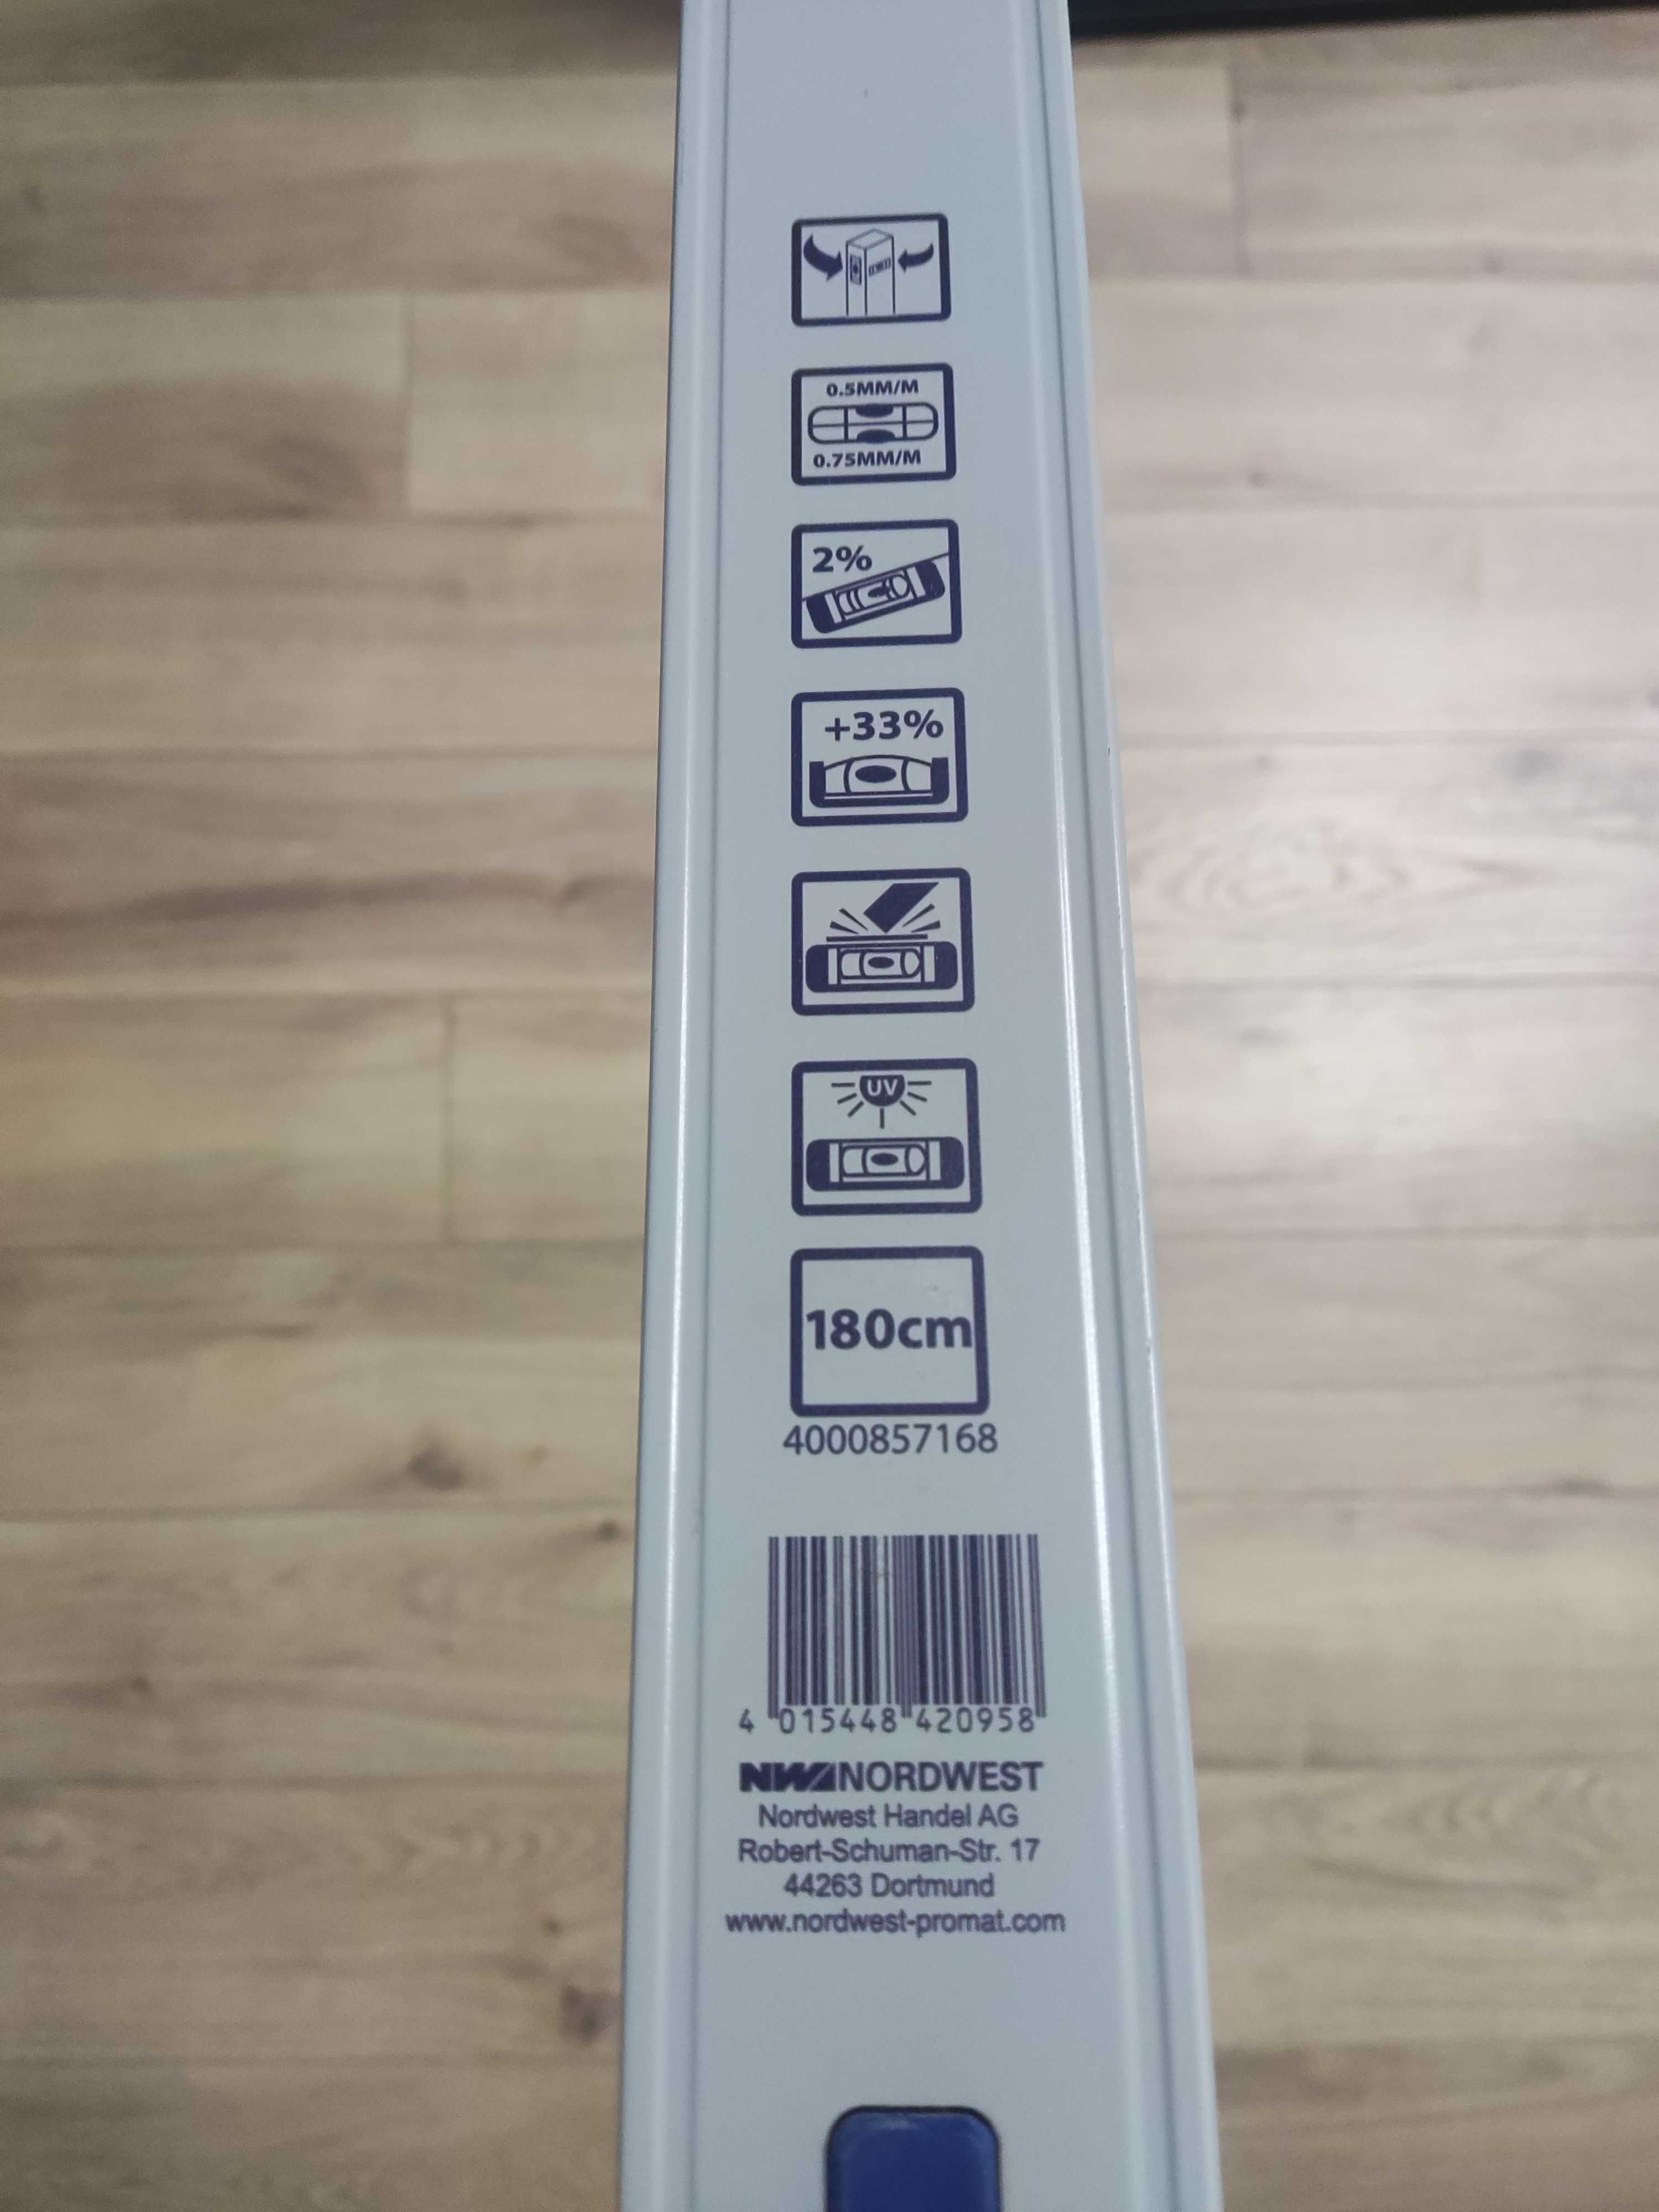 0.5MM/M
0.75MM/M
2%
+33%
UV
180cm
4000857168
4 015448 420958
NW NORDWEST
Nordwest Handel AG
Robert-Schuman-Str. 17
44263 Dortmund
www.nordwest-promat.com